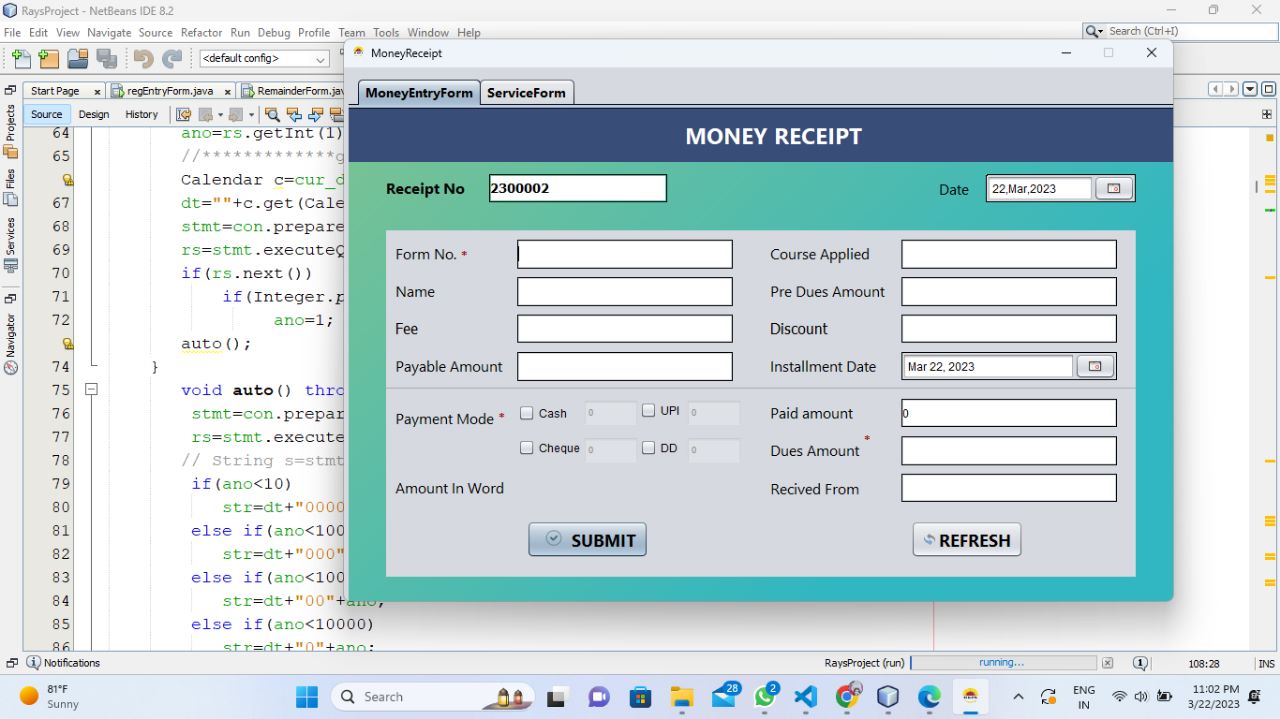 RaysProject - NetBeans IDE 8.2
File Edit View Navigate Source Refactor Run Debug Profile Team Tools Window Help
Search (Ctrl+I)
<default config>
MoneyReceipt
Start Page x regEntryForm.java x RemainderForm.jav
MoneyEntryForm ServiceForm
Source Design History
Projects
Files
Services
Navigator
MONEY RECEIPT
Receipt No 2300002 Date 22,Mar,2023
Form No. * Course Applied
Name Pre Dues Amount
Fee Discount
Payable Amount Installment Date Mar 22, 2023
Payment Mode * Cash 0 UPI 0 Paid amount 0
Cheque 0 DD 0 Dues Amount *
Amount In Word Recived From
SUBMIT REFRESH
64 ano=rs.getInt(1)
65 //*************g
Calendar c=cur_d
67 dt=""+c.get(Cale
68 stmt=con.prepare
69 rs=stmt.executeQ
70 if(rs.next())
71 if(Integer.p
72 ano=1;
auto();
74 }
75 void auto() thro
76 stmt=con.prepar
77 rs=stmt.execute
78 // String s=stmt
79 if(ano<10)
80 str=dt+"0000
81 else if(ano<100
82 str=dt+"000"
83 else if(ano<100
84 str=dt+"00"+ano;
85 else if(ano<10000)
86 str=dt+"0"+ano;
Notifications RaysProject (run) running... 1 108:28 INS
81°F
Sunny
Search
28
2
ENG
IN
11:02 PM
3/22/2023